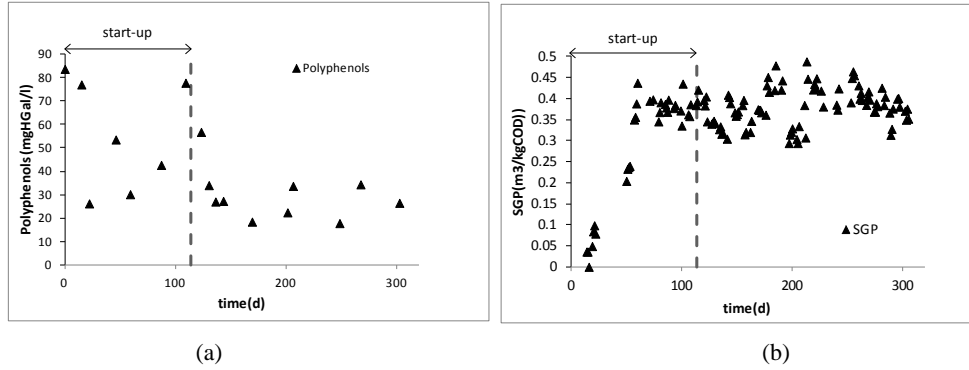 start-up
90
80
70
60
50
40
30
20
10
0
Polyphenols (mgHGal/l)
Polyphenols
0 100 200 300
time(d)
(a)
start-up
0.5
0.45
0.4
0.35
0.3
0.25
0.2
0.15
0.1
0.05
0
SGP(m3/kgCOD)
SGP
0 100 200 300
time(d)
(b)